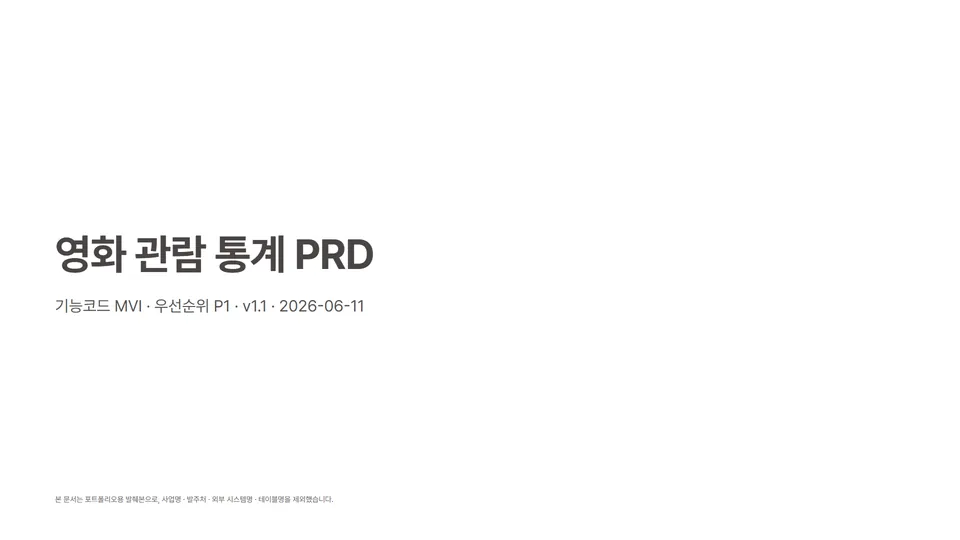 영화 관람 통계 PRD
기능코드 MVI · 우선순위 P1 · v1.1 · 2026-06-11
본 문서는 포트폴리오용 발췌본으로, 사업명 · 발주처 · 외부 시스템명 · 테이블명을 제외했습니다.